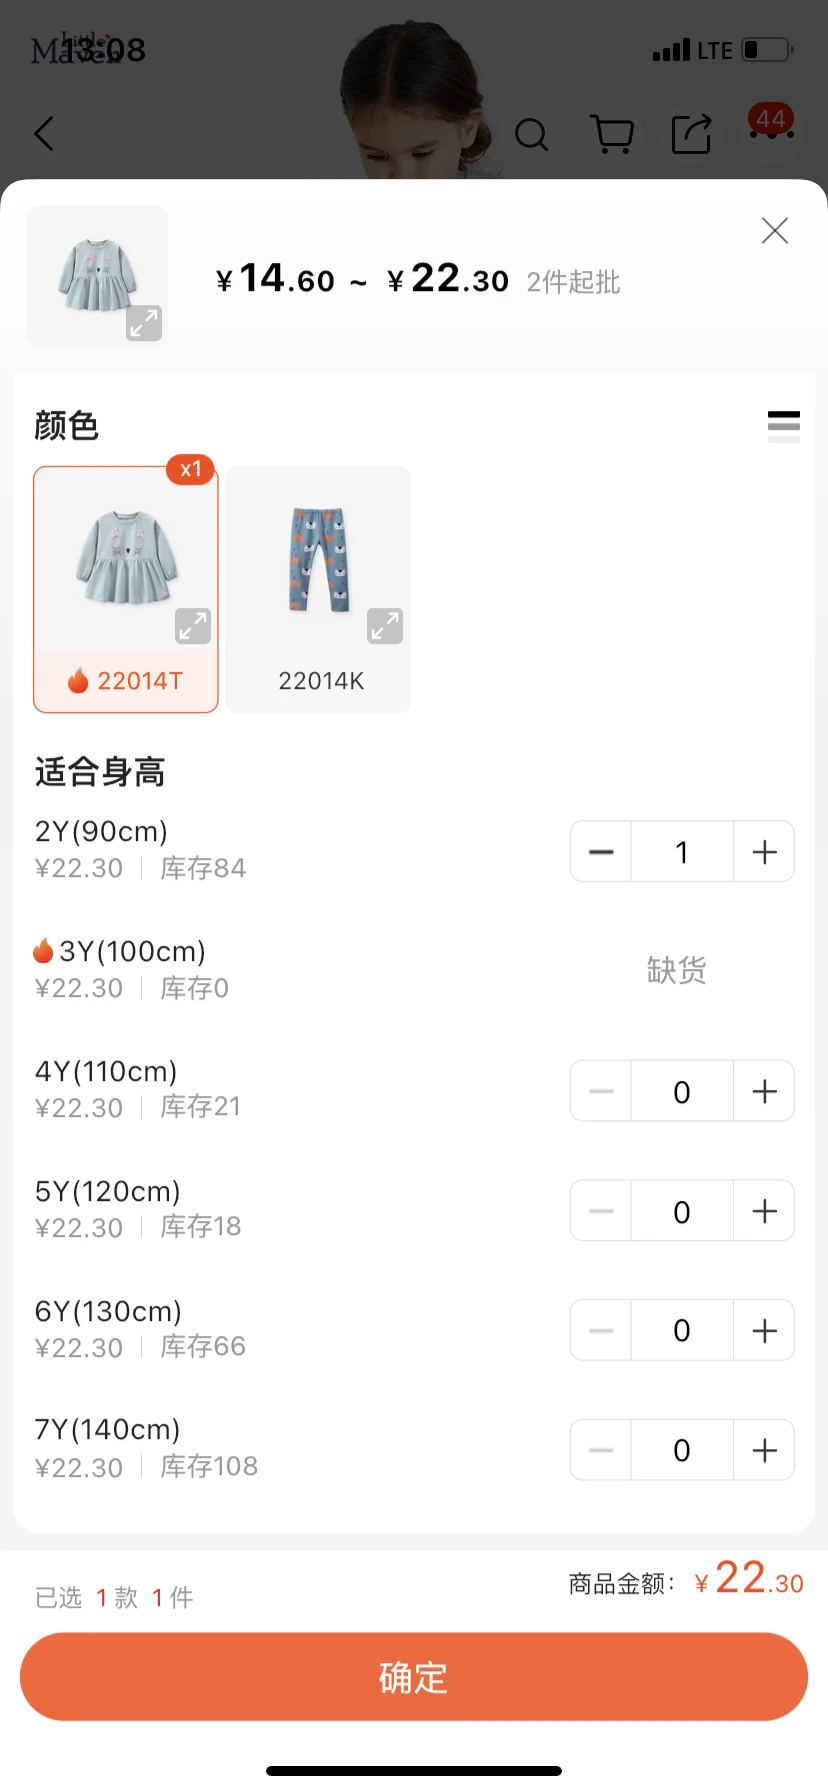 Little
Maven
13:08
LTE
44
¥14.60 ~ ¥22.30 2件起批
颜色
x1
22014T
22014K
适合身高
2Y(90cm)
¥22.30 库存84
1
3Y(100cm)
¥22.30 库存0
缺货
4Y(110cm)
¥22.30 库存21
0
5Y(120cm)
¥22.30 库存18
0
6Y(130cm)
¥22.30 库存66
0
7Y(140cm)
¥22.30 库存108
0
已选 1 款 1 件
商品金额: ¥22.30
确定